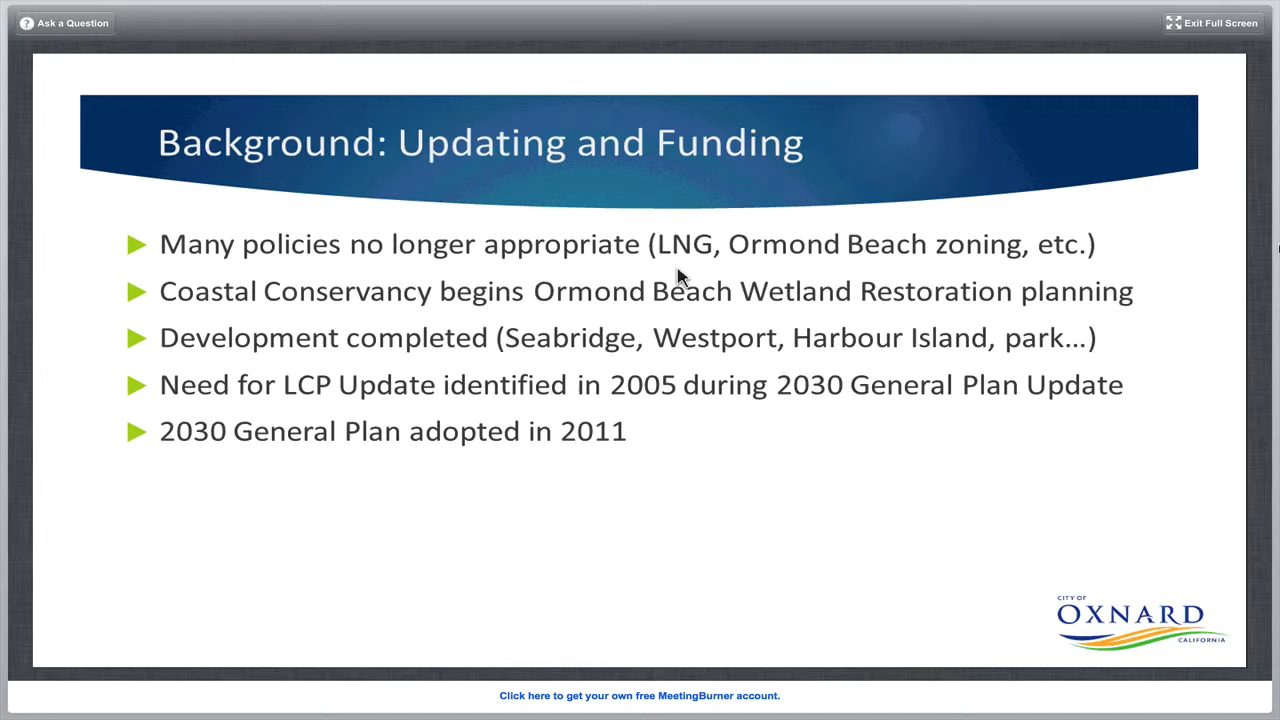 Ask a Question
Exit Full Screen
Background: Updating and Funding
Many policies no longer appropriate (LNG, Ormond Beach zoning, etc.)
Coastal Conservancy begins Ormond Beach Wetland Restoration planning
Development completed (Seabridge, Westport, Harbour Island, park...)
Need for LCP Update identified in 2005 during 2030 General Plan Update
2030 General Plan adopted in 2011
CITY OF
OXNARD
CALIFORNIA
Click here to get your own free MeetingBurner account.